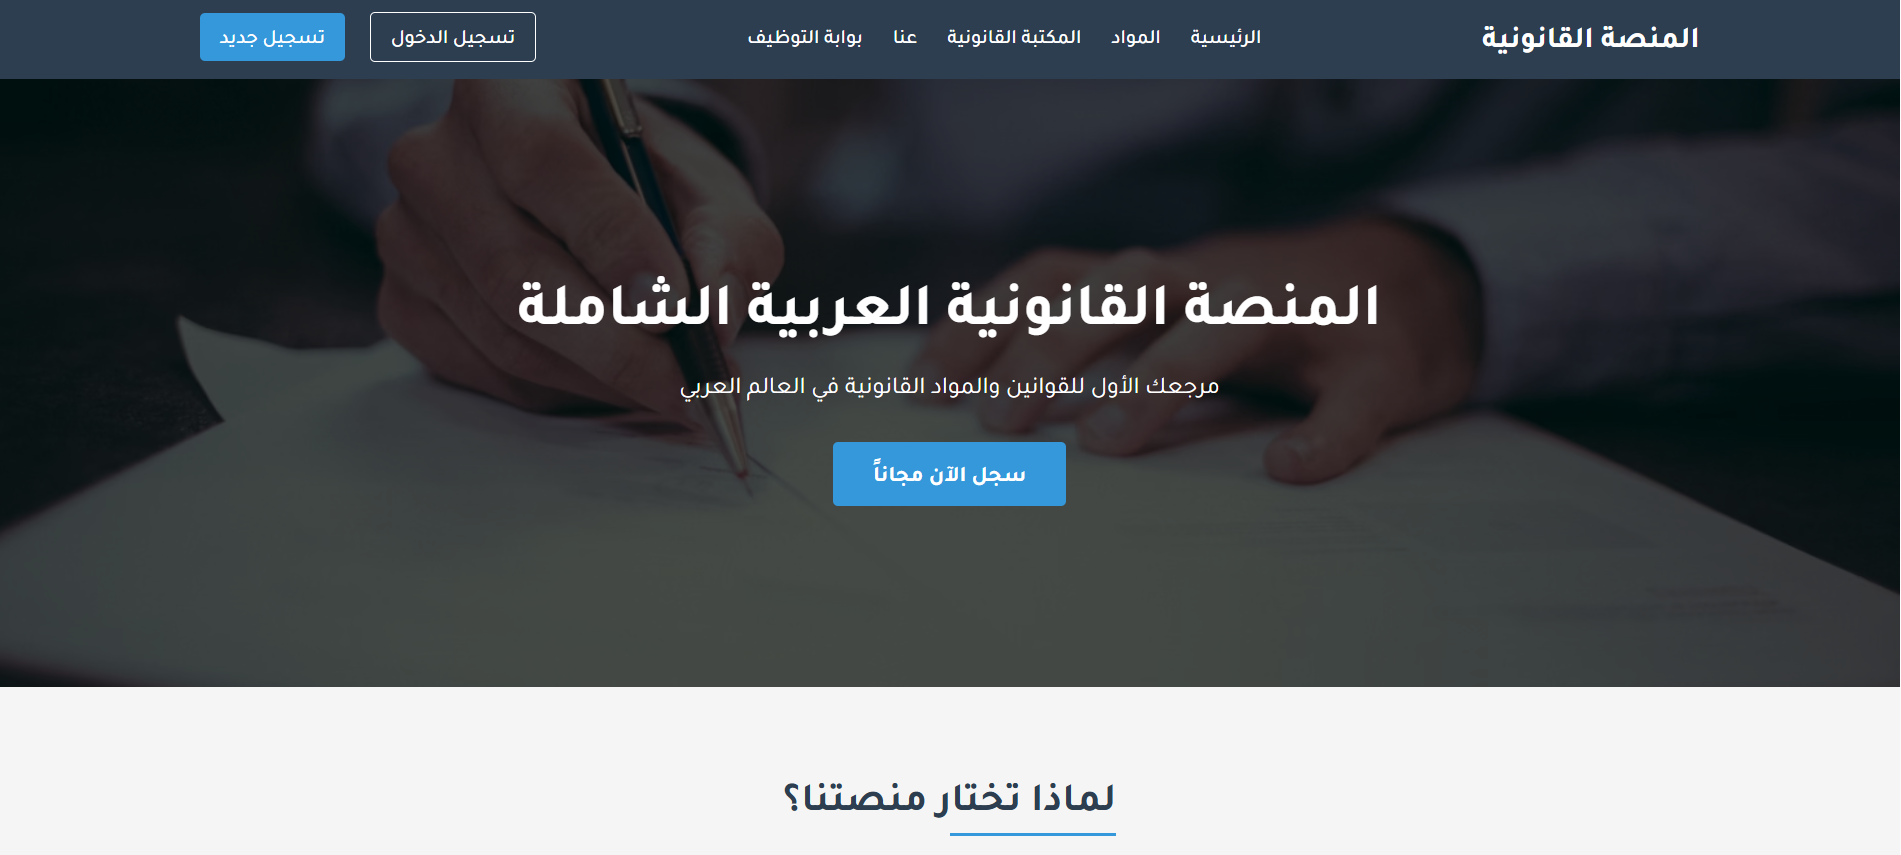 المنصة القانونية
الرئيسية
المواد
المكتبة القانونية
عنا
بوابة التوظيف
تسجيل الدخول
تسجيل جديد
المنصة القانونية العربية الشاملة
مرجعك الأول للقوانين والمواد القانونية في العالم العربي
سجل الآن مجاناً
لماذا تختار منصتنا؟